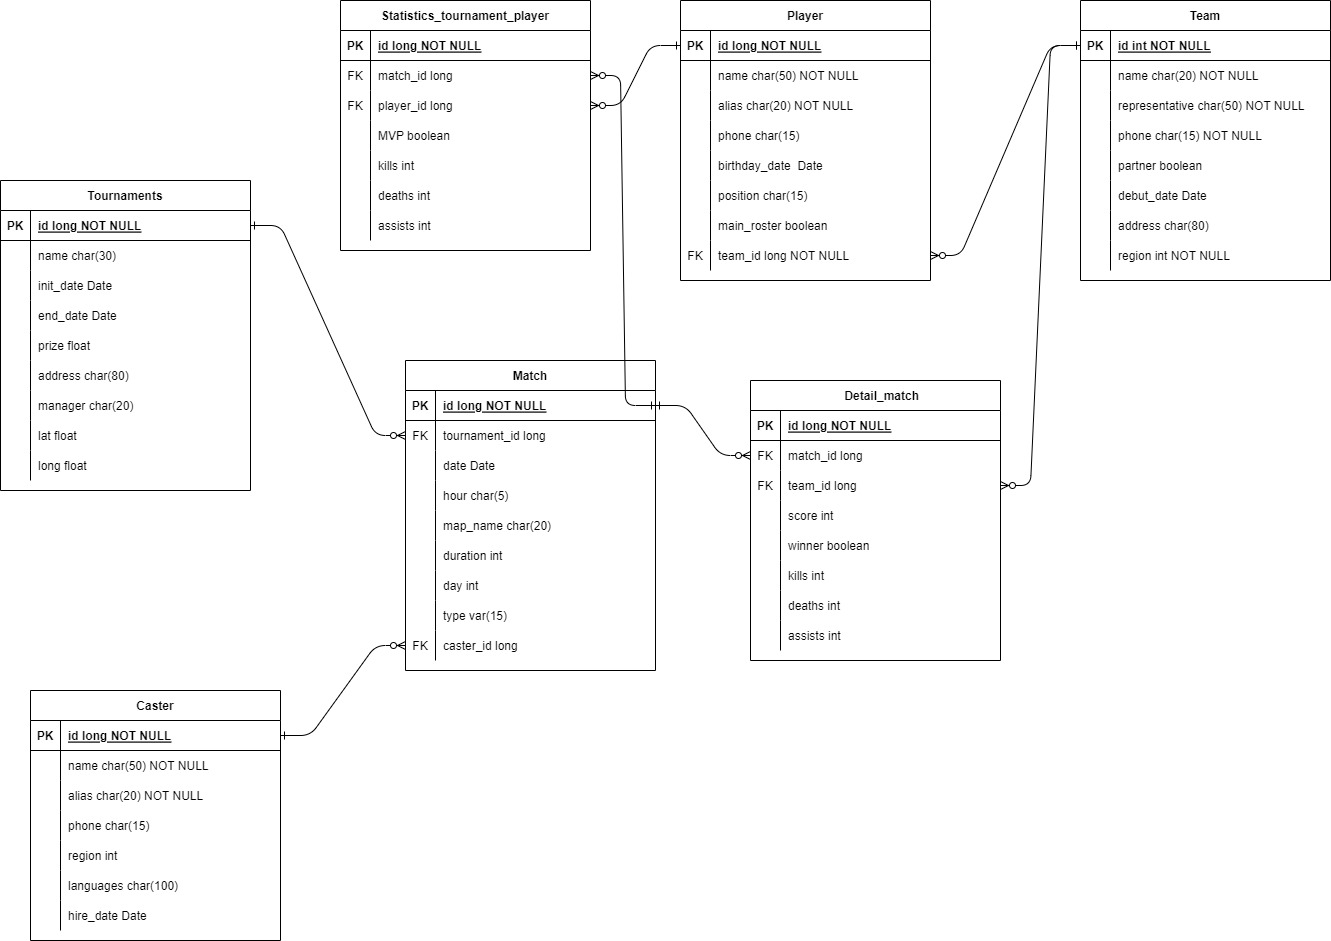 Statistics_tournament_player
PK id long NOT NULL
FK match_id long
FK player_id long
MVP boolean
kills int
deaths int
assists int
Player
PK id long NOT NULL
name char(50) NOT NULL
alias char(20) NOT NULL
phone char(15)
birthday_date Date
position char(15)
main_roster boolean
FK team_id long NOT NULL
Team
PK id int NOT NULL
name char(20) NOT NULL
representative char(50) NOT NULL
phone char(15) NOT NULL
partner boolean
debut_date Date
address char(80)
region int NOT NULL
Tournaments
PK id long NOT NULL
name char(30)
init_date Date
end_date Date
prize float
address char(80)
manager char(20)
lat float
long float
Match
PK id long NOT NULL
FK tournament_id long
date Date
hour char(5)
map_name char(20)
duration int
day int
type var(15)
FK caster_id long
Detail_match
PK id long NOT NULL
FK match_id long
FK team_id long
score int
winner boolean
kills int
deaths int
assists int
Caster
PK id long NOT NULL
name char(50) NOT NULL
alias char(20) NOT NULL
phone char(15)
region int
languages char(100)
hire_date Date